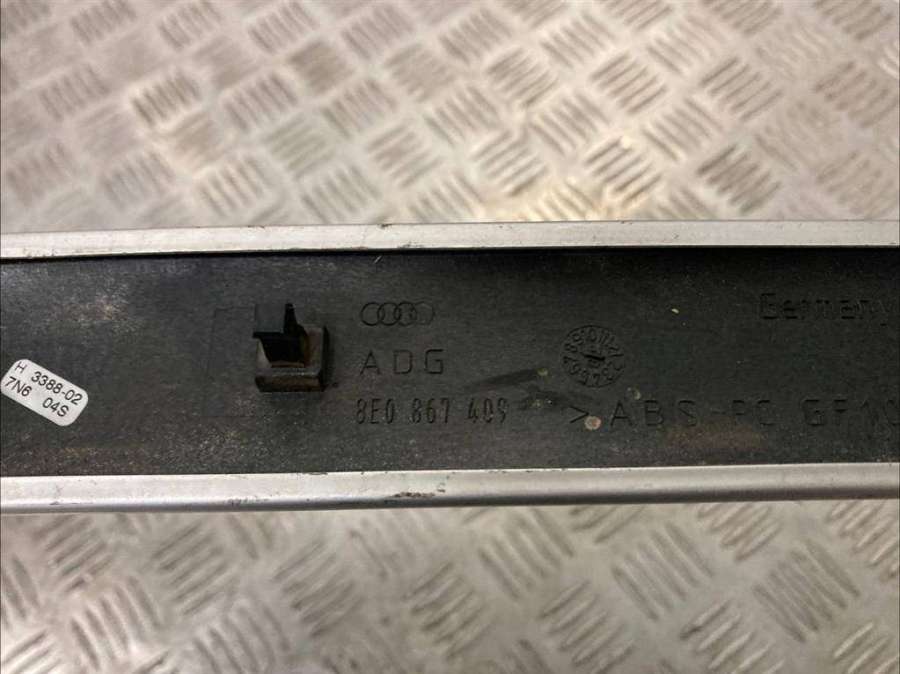 Germany
ADG
8E0 867 409
>ABS-PC GF10
H 3388-02
7N6 04S